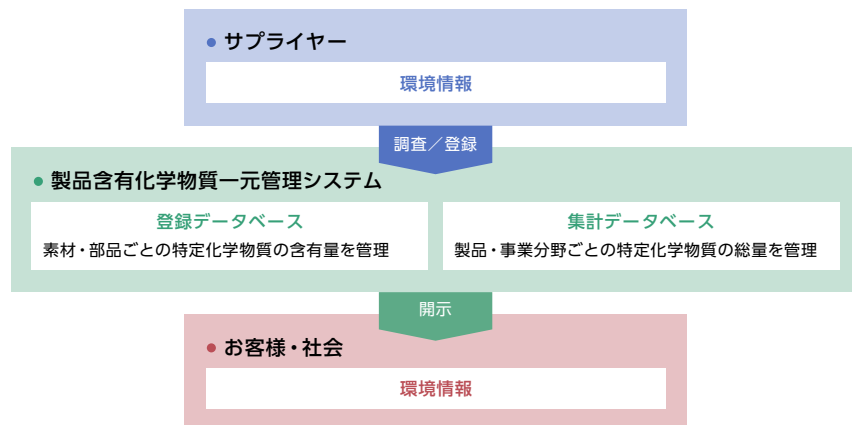 ● サプライヤー
環境情報
調査／登録
● 製品含有化学物質一元管理システム
登録データベース
素材・部品ごとの特定化学物質の含有量を管理
集計データベース
製品・事業分野ごとの特定化学物質の総量を管理
開示
● お客様・社会
環境情報